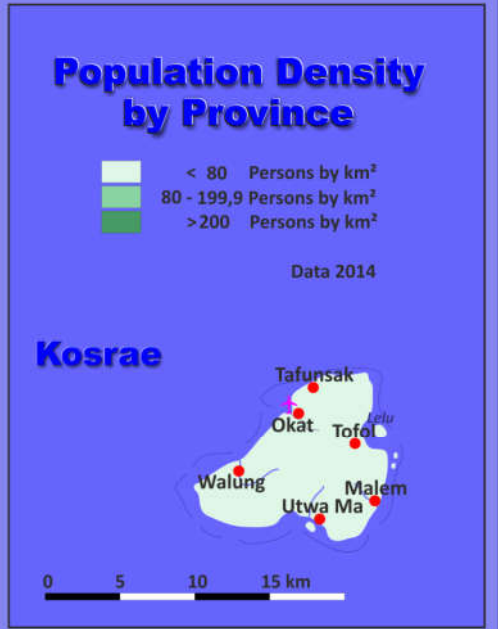 Population Density
by Province
< 80 Persons by km²
80 - 199,9 Persons by km²
>200 Persons by km²
Data 2014
Kosrae
Tafunsak
Okat
Lelu
Tofol
Walung
Malem
Utwa Ma
0 5 10 15 km